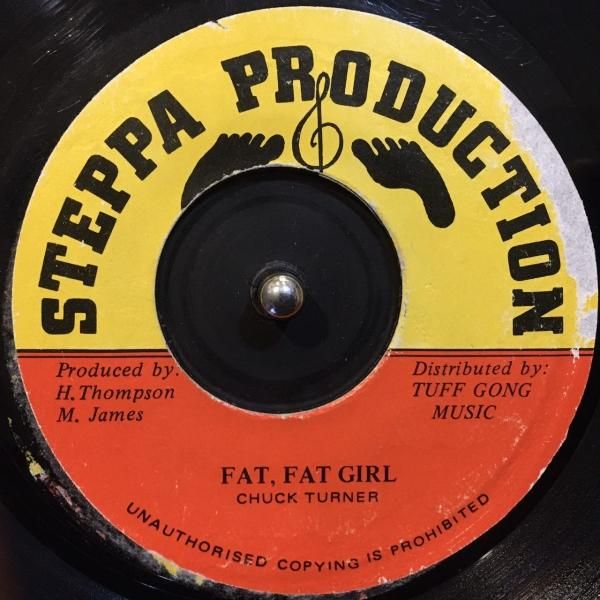 STEPPA PRODUCTION
Produced by:
H. Thompson
M. James
Distributed by:
TUFF GONG
MUSIC
FAT, FAT GIRL
CHUCK TURNER
UNAUTHORISED COPYING IS PROHIBITED